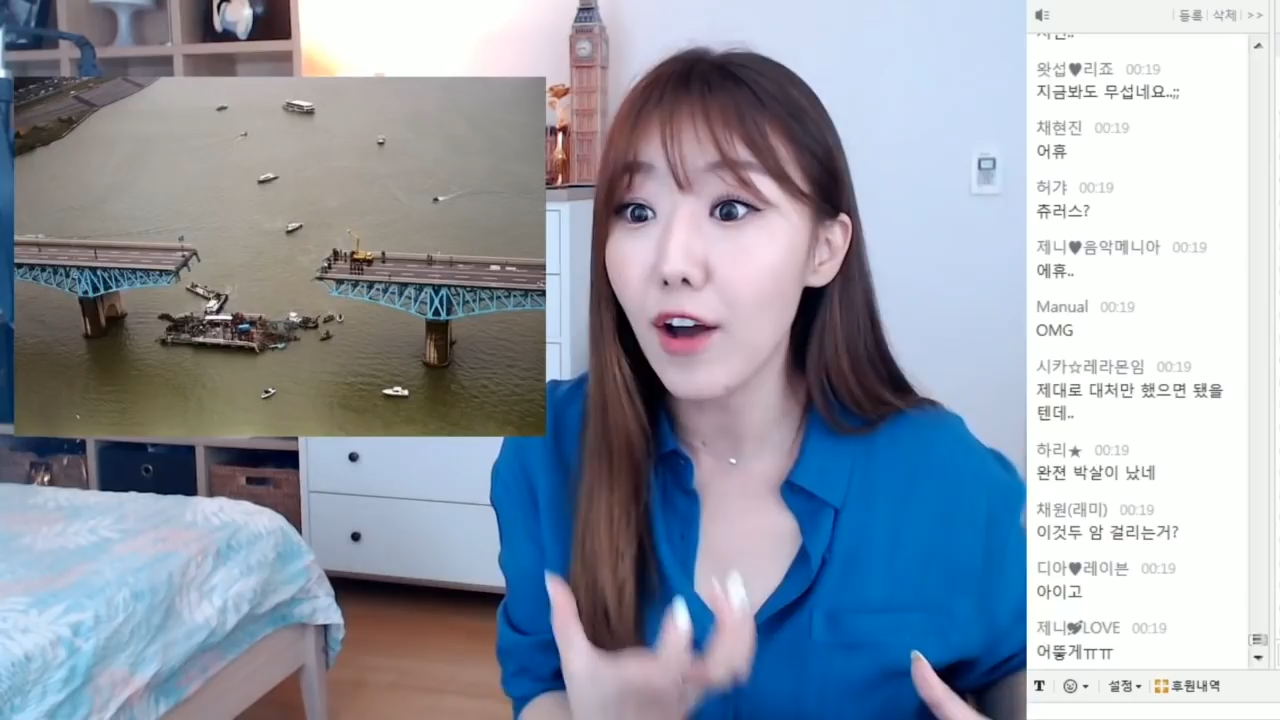 등록 삭제 >>
왓섭♥리죠 00:19
지금봐도 무섭네요..;;
채현진 00:19
어휴
허갸 00:19
츄러스?
제니♥음악메니아 00:19
에휴..
Manual 00:19
OMG
시카☆레라몬임 00:19
제대로 대처만 했으면 됐을
텐데..
하리★ 00:19
완젼 박살이 났네
채원(래미) 00:19
이것두 암 걸리는거?
디아♥레이븐 00:19
아이고
제니💘LOVE 00:19
어뚷게ㅠㅠ
T 설정 후원내역